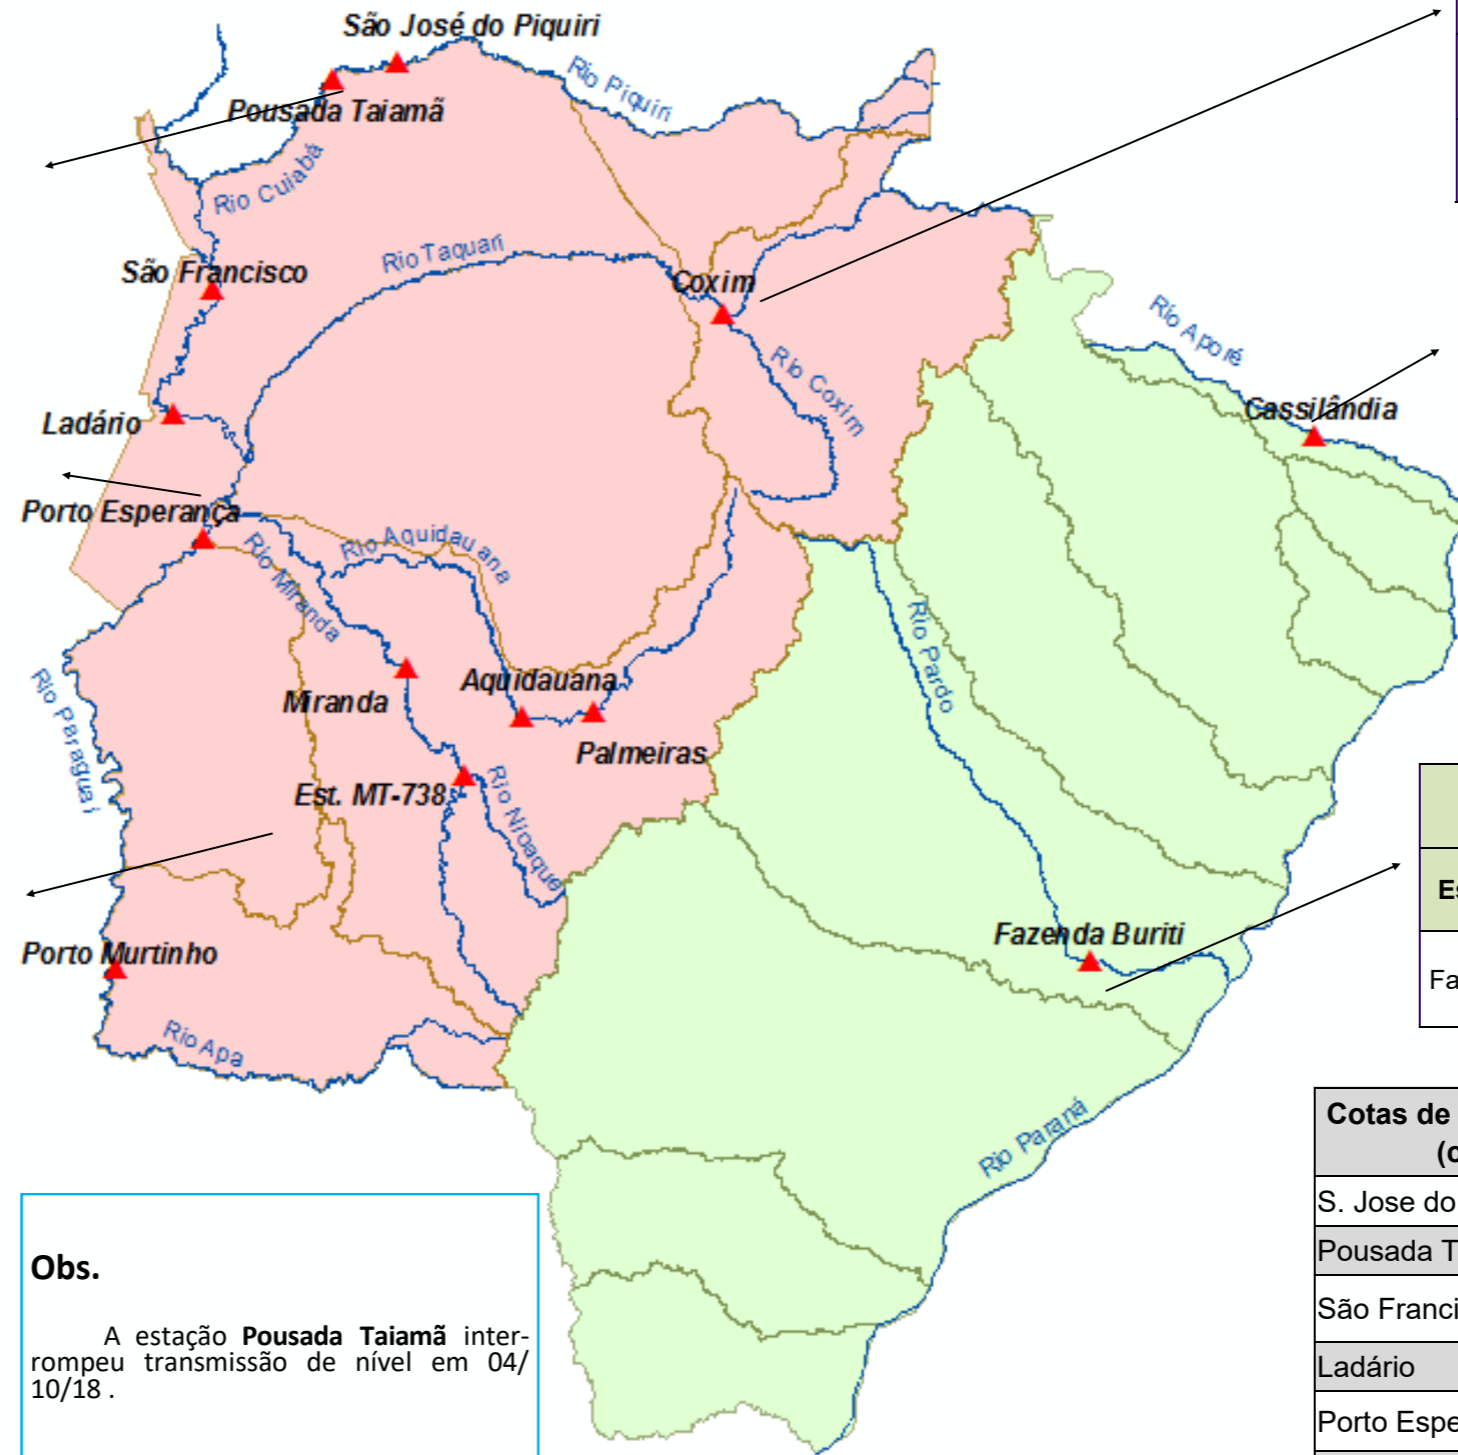 São José do Piquiri
Rio Piquiri
Pousada Taiamã
Rio Cuiabá
Rio Taquari
São Francisco
Coxim
Rio Aporé
Rio Coxim
Ladário
Cassilândia
Porto Esperança
Rio Aquidauana
Rio Miranda
Rio Pardo
Rio Paraguai
Aquidauana
Miranda
Palmeiras
Est. MT-738
Rio Nioaque
Fazenda Buriti
Porto Murtinho
Rio Apa
Rio Paraná
Es
Fa
Cotas de
(c
S. Jose do
Pousada T
São Franci
Ladário
Porto Espe
Obs.
A estação Pousada Taiamã inter-
rompeu transmissão de nível em 04/
10/18 .